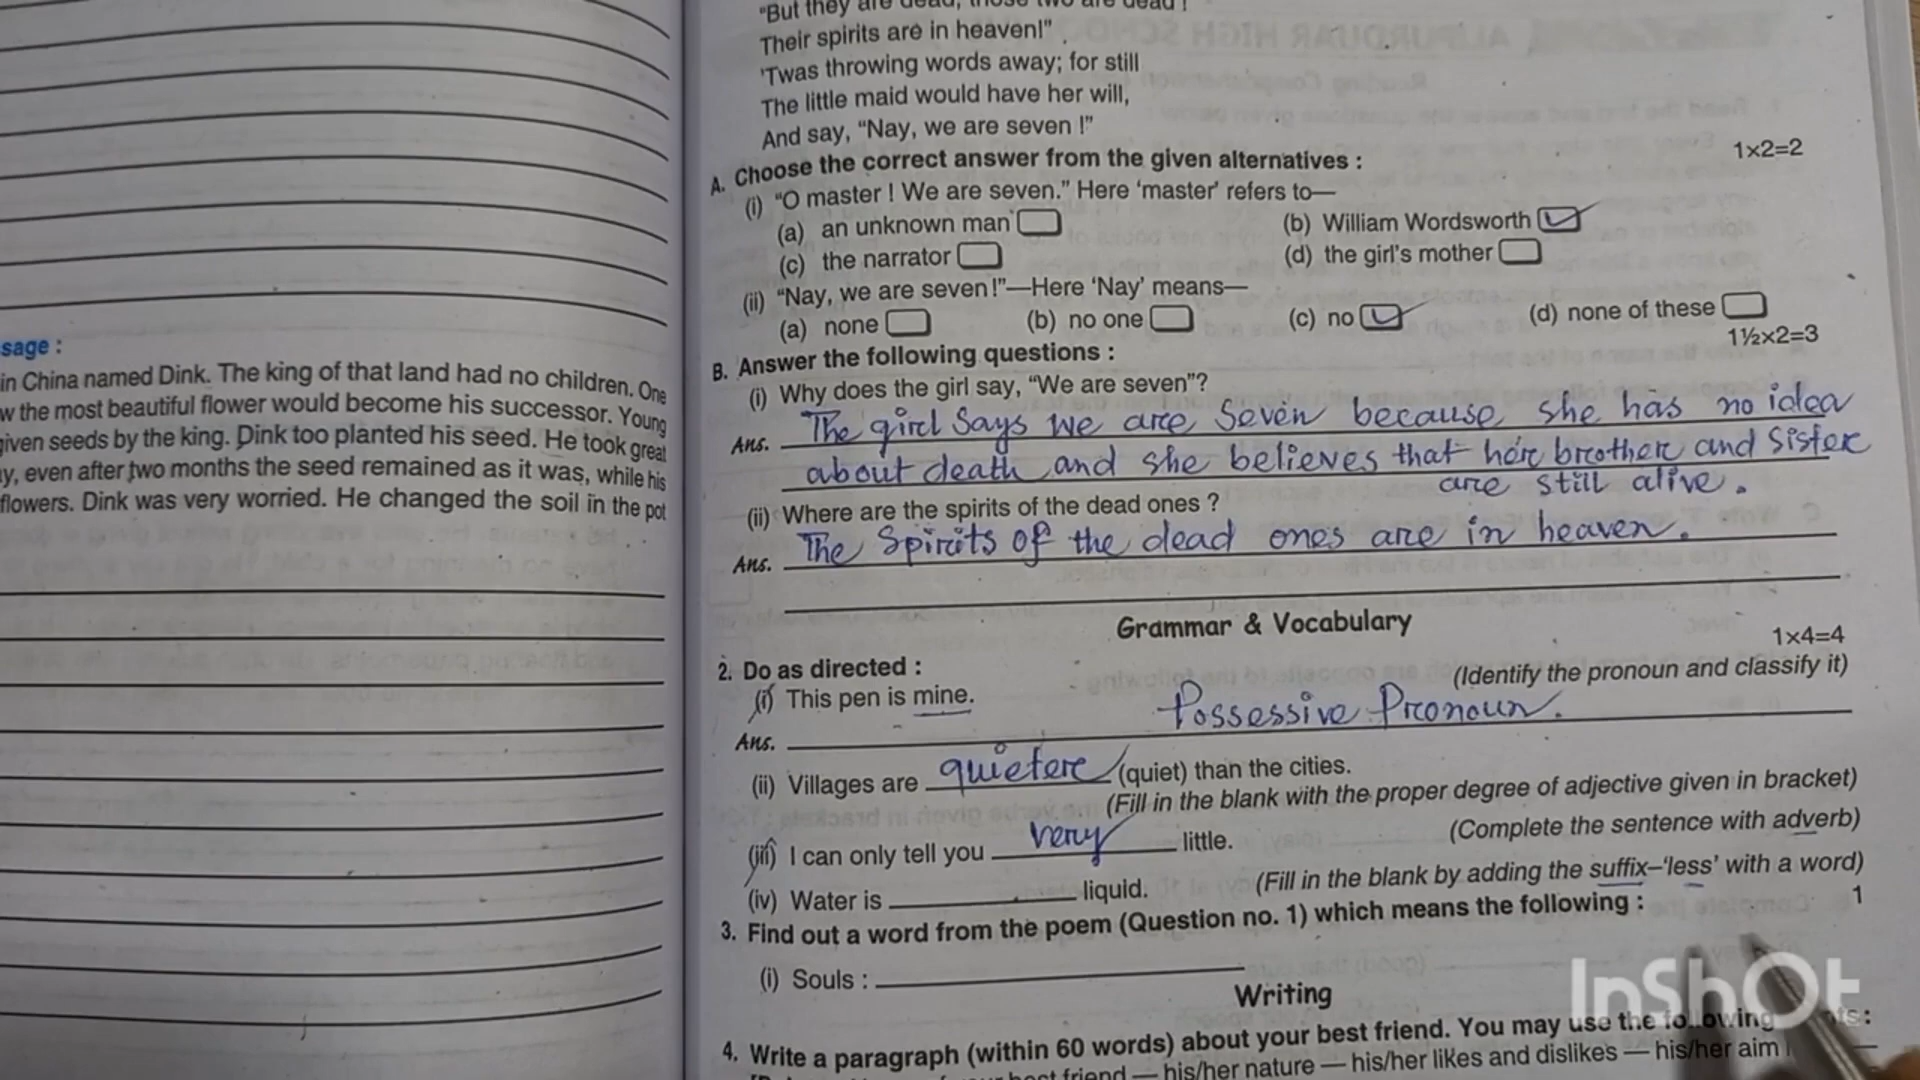 sage :
in China named Dink. The king of that land had no children. One
w the most beautiful flower would become his successor. Young
given seeds by the king. Dink too planted his seed. He took great
y, even after two months the seed remained as it was, while his
flowers. Dink was very worried. He changed the soil in the pot
"But they are dead, those two are dead !
Their spirits are in heaven!"
'Twas throwing words away; for still
The little maid would have her will,
And say, “Nay, we are seven !”
A. Choose the correct answer from the given alternatives : 1×2=2
(i) “O master ! We are seven.” Here ‘master’ refers to—
(a) an unknown man (b) William Wordsworth
(c) the narrator (d) the girl's mother
(ii) “Nay, we are seven !”—Here ‘Nay’ means—
(a) none (b) no one (c) no (d) none of these
B. Answer the following questions : 1½×2=3
(i) Why does the girl say, “We are seven”?
Ans. The girl says we are seven because she has no idea
about death and she believes that her brother and sister
are still alive.
(ii) Where are the spirits of the dead ones ?
Ans. The spirits of the dead ones are in heaven.
Grammar & Vocabulary
2. Do as directed : 1×4=4
(i) This pen is mine. (Identify the pronoun and classify it)
Ans. Possessive Pronoun.
(ii) Villages are quieter (quiet) than the cities.
(Fill in the blank with the proper degree of adjective given in bracket)
(iii) I can only tell you very little. (Complete the sentence with adverb)
(iv) Water is liquid. (Fill in the blank by adding the suffix–‘less’ with a word)
3. Find out a word from the poem (Question no. 1) which means the following : 1
(i) Souls :
Writing
4. Write a paragraph (within 60 words) about your best friend. You may use the following
best friend — his/her nature — his/her likes and dislikes — his/her aim
InShOt